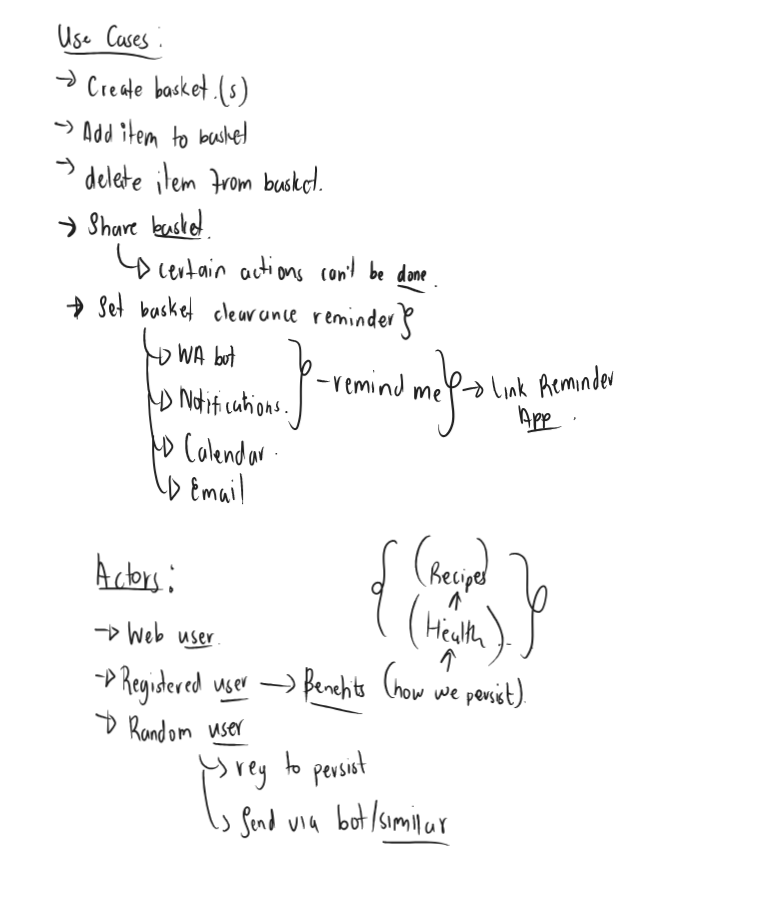 Use Cases:
→ Create basket.(s)
→ Add item to basket
→ delete item from basket.
→ Share basket.
↳ certain actions can't be done.
→ Set basket clearance reminder}
↳ WA bot
↳ Notifications. } - remind me } → Link Reminder App.
↳ Calendar.
↳ Email
Actors:
{ (Recipes)
↑
(Health). }
↑
→ Web user.
→ Registered user → Benefits (how we persist).
→ Random user
↳ reg to persist
↳ Send via bot/similar